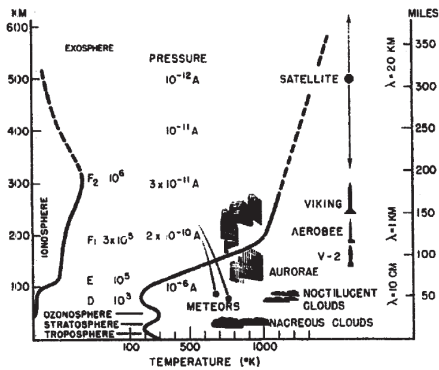 KM
MILES
600
EXOSPHERE
PRESSURE
10⁻¹²A
500
SATELLITE
λ=20 KM
350
300
10⁻¹¹A
400
250
F₂ 10⁶
3 x 10⁻¹¹A
300
200
IONOSPHERE
VIKING
150
λ=1 KM
F₁ 3x10⁵
2 x 10⁻¹⁰A
AEROBEE
200
V-2
100
AURORAE
E 10⁵
10⁻⁶A
100
D 10³
METEORS
NOCTILUCENT
CLOUDS
50
λ=10 CM
OZONOSPHERE
STRATOSPHERE
TROPOSPHERE
NACREOUS CLOUDS
100
500
1000
TEMPERATURE (°K)